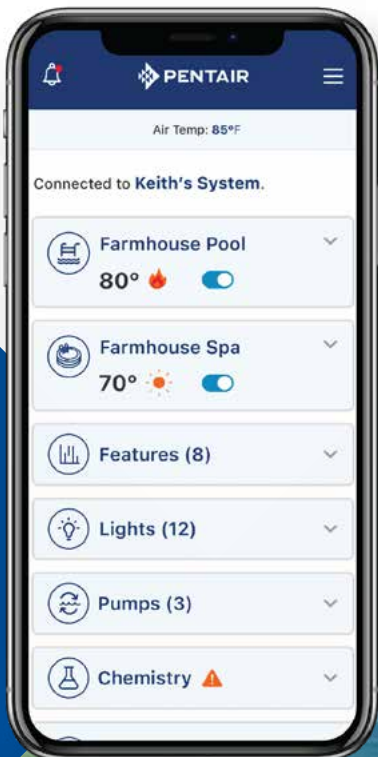 PENTAIR
Air Temp: 85°F
Connected to Keith's System.
Farmhouse Pool
80°
Farmhouse Spa
70°
Features (8)
Lights (12)
Pumps (3)
Chemistry